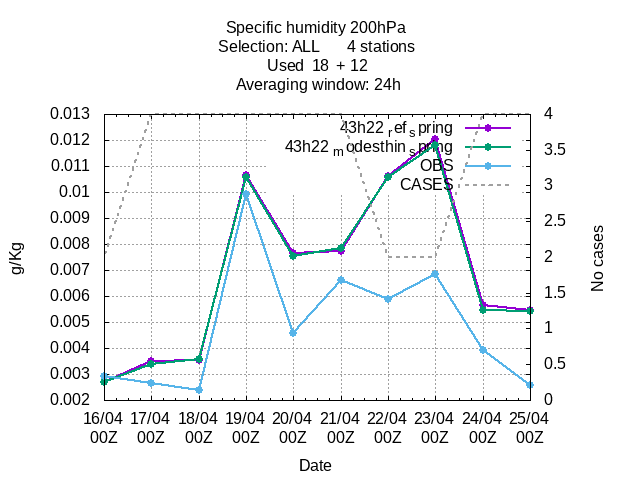 Specific humidity 200hPa
Selection: ALL 4 stations
Used 18 + 12
Averaging window: 24h
0.013
0.012
0.011
0.01
0.009
0.008
0.007
0.006
0.005
0.004
0.003
0.002
g/Kg
43h22 refspring
43h22 modesthinspring
OBS
CASES
4
3.5
3
2.5
2
1.5
1
0.5
0
No cases
16/04 17/04 18/04 19/04 20/04 21/04 22/04 23/04 24/04 25/04
00Z 00Z 00Z 00Z 00Z 00Z 00Z 00Z 00Z 00Z
Date